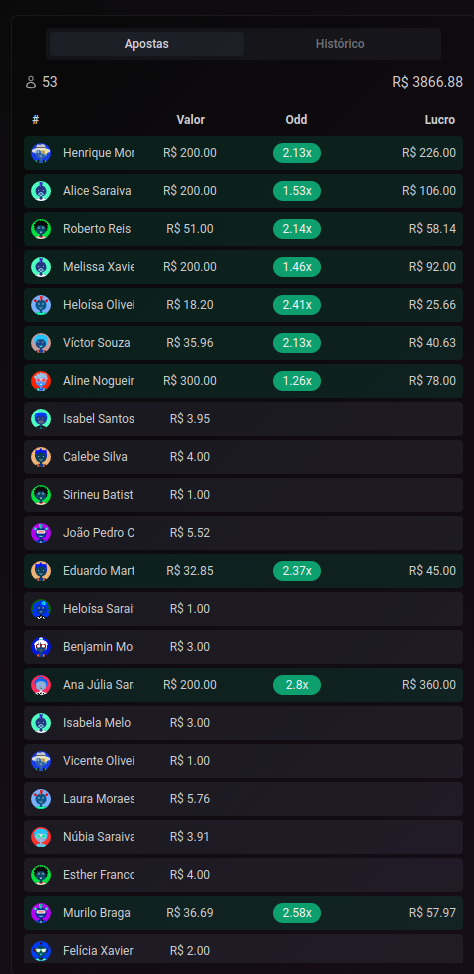 Apostas Histórico
53 R$ 3866.88
# Valor Odd Lucro
Henrique Mor R$ 200.00 2.13x R$ 226.00
Alice Saraiva R$ 200.00 1.53x R$ 106.00
Roberto Reis R$ 51.00 2.14x R$ 58.14
Melissa Xavie R$ 200.00 1.46x R$ 92.00
Heloísa Olivei R$ 18.20 2.41x R$ 25.66
Víctor Souza R$ 35.96 2.13x R$ 40.63
Aline Nogueir R$ 300.00 1.26x R$ 78.00
Isabel Santos R$ 3.95
Calebe Silva R$ 4.00
Sirineu Batist R$ 1.00
João Pedro C R$ 5.52
Eduardo Mart R$ 32.85 2.37x R$ 45.00
Heloísa Sarai R$ 1.00
Benjamin Mo R$ 3.00
Ana Júlia Sar R$ 200.00 2.8x R$ 360.00
Isabela Melo R$ 3.00
Vicente Olivei R$ 1.00
Laura Moraes R$ 5.76
Núbia Saraiva R$ 3.91
Esther Franco R$ 4.00
Murilo Braga R$ 36.69 2.58x R$ 57.97
Felícia Xavier R$ 2.00